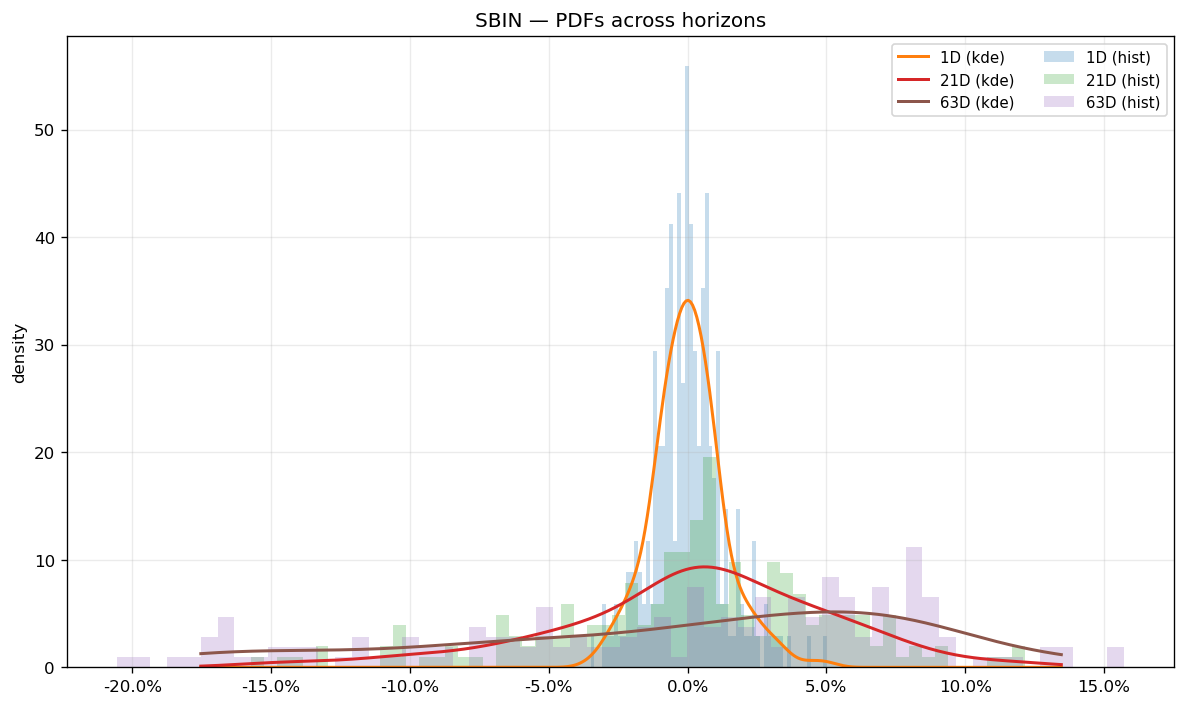 SBIN — PDFs across horizons
density
50
40
30
20
10
0
1D (kde)
21D (kde)
63D (kde)
1D (hist)
21D (hist)
63D (hist)
-20.0%
-15.0%
-10.0%
-5.0%
0.0%
5.0%
10.0%
15.0%